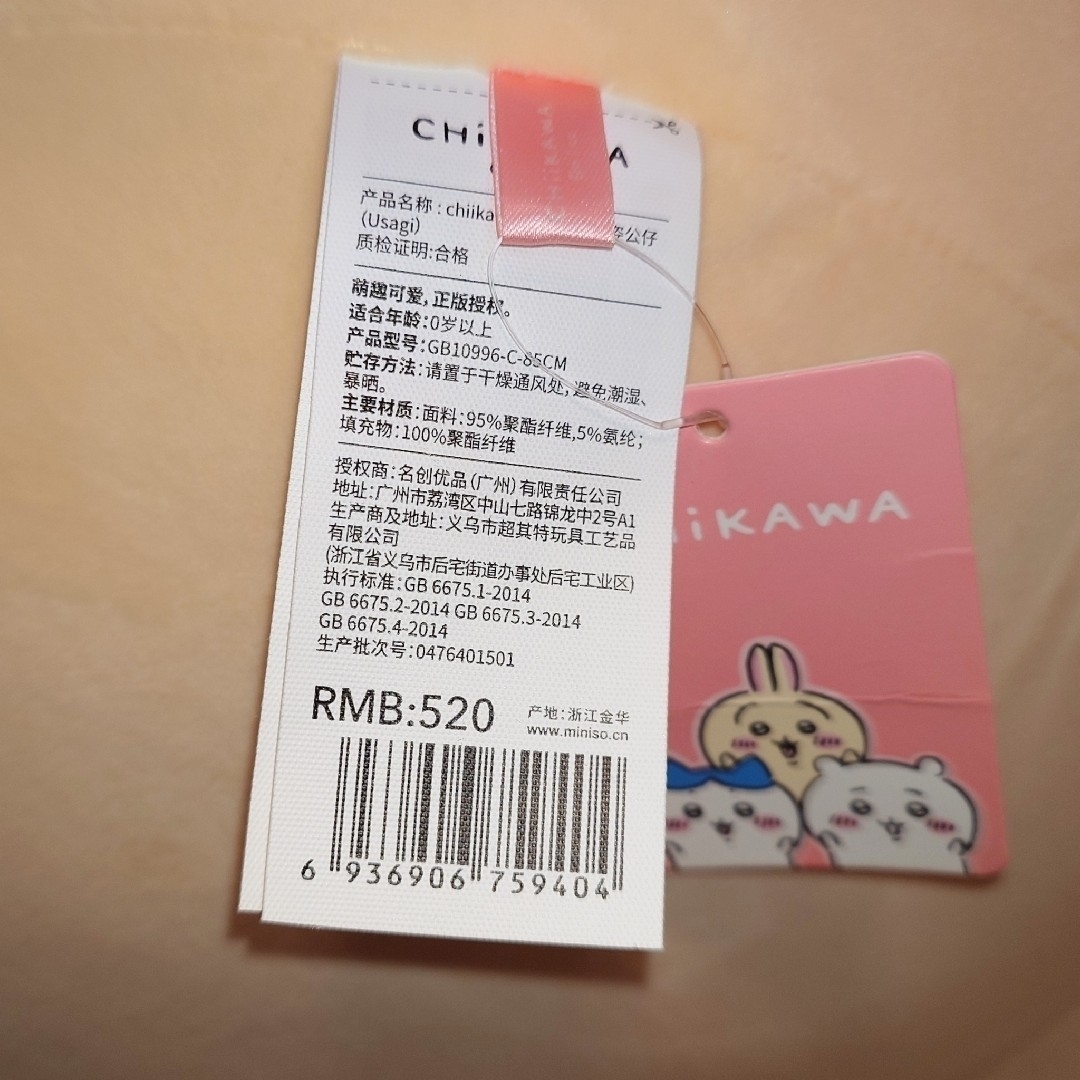 CHi A
产品名称：chiika 公仔
（Usagi）
质检证明:合格
萌趣可爱，正版授权。
适合年龄：0岁以上
产品型号：GB10996-C-85CM
贮存方法：请置于干燥通风处，避免潮湿、
暴晒。
主要材质：面料：95%聚酯纤维,5%氨纶；
填充物：100%聚酯纤维
授权商：名创优品（广州）有限责任公司
地址：广州市荔湾区中山七路锦龙中2号A1
生产商及地址：义乌市超其特玩具工艺品
有限公司
(浙江省义乌市后宅街道办事处后宅工业区)
执行标准：GB 6675.1-2014
GB 6675.2-2014 GB 6675.3-2014
GB 6675.4-2014
生产批次号：0476401501
RMB:520
产地：浙江金华
www.miniso.cn
6 936906 759404
CHiiKAWA
iiKAWA